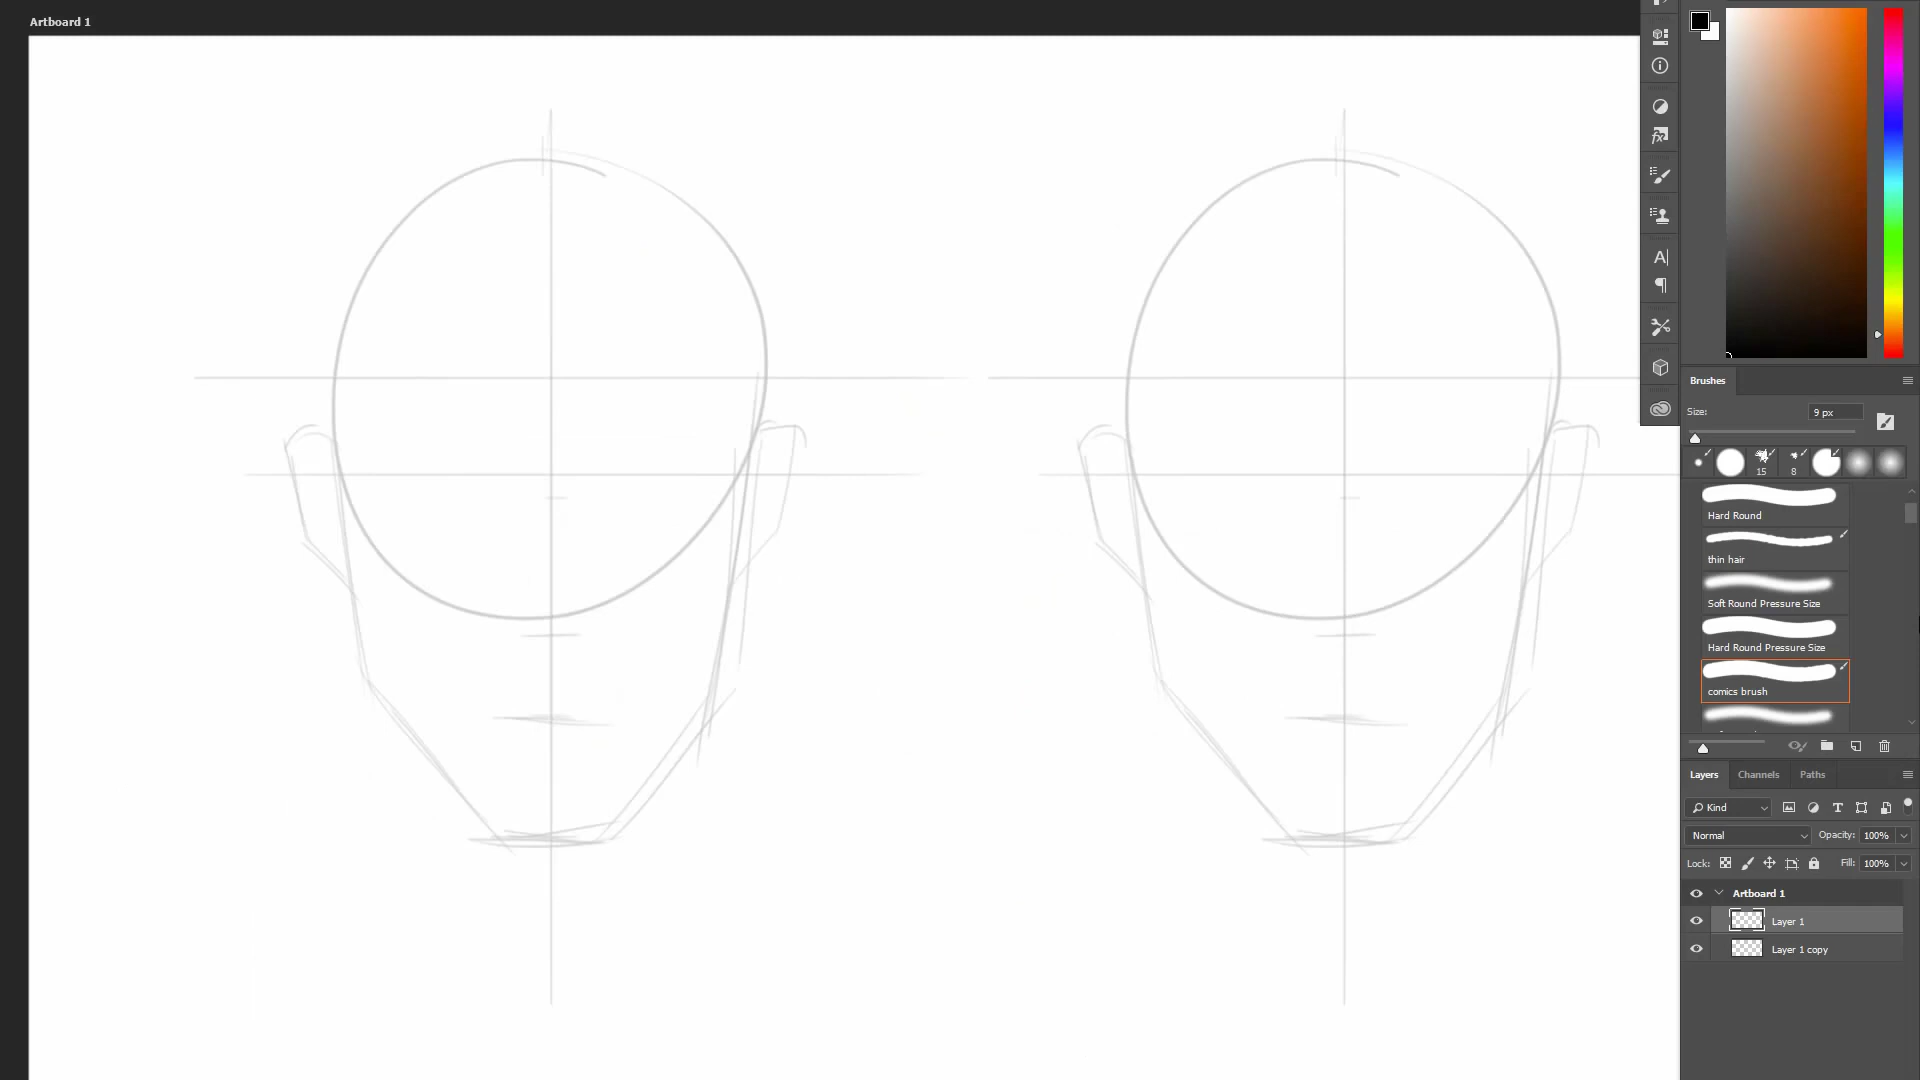 Artboard 1
Brushes
Size:
9 px
15
8
Hard Round
thin hair
Soft Round Pressure Size
Hard Round Pressure Size
comics brush
Layers Channels Paths
Kind
Normal Opacity: 100%
Lock: Fill: 100%
Artboard 1
Layer 1
Layer 1 copy